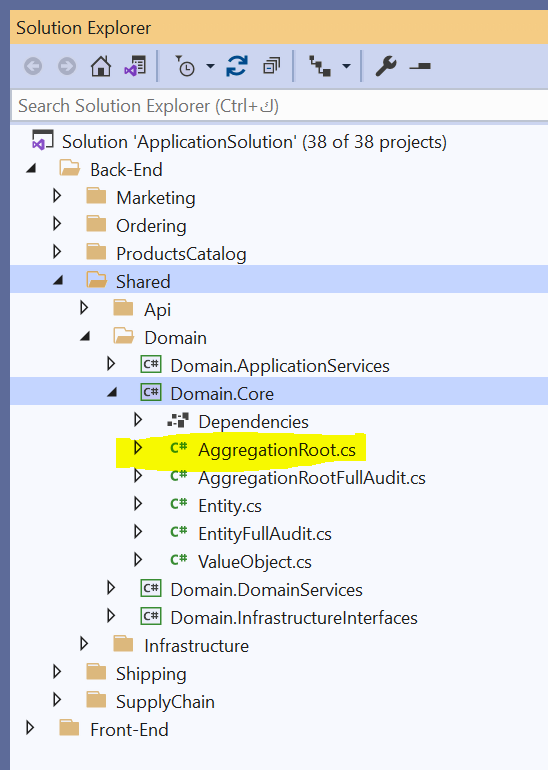 Solution Explorer
Search Solution Explorer (Ctrl+ك)
Solution 'ApplicationSolution' (38 of 38 projects)
Back-End
Marketing
Ordering
ProductsCatalog
Shared
Api
Domain
C# Domain.ApplicationServices
C# Domain.Core
Dependencies
C# AggregationRoot.cs
C# AggregationRootFullAudit.cs
C# Entity.cs
C# EntityFullAudit.cs
C# ValueObject.cs
C# Domain.DomainServices
C# Domain.InfrastructureInterfaces
Infrastructure
Shipping
SupplyChain
Front-End